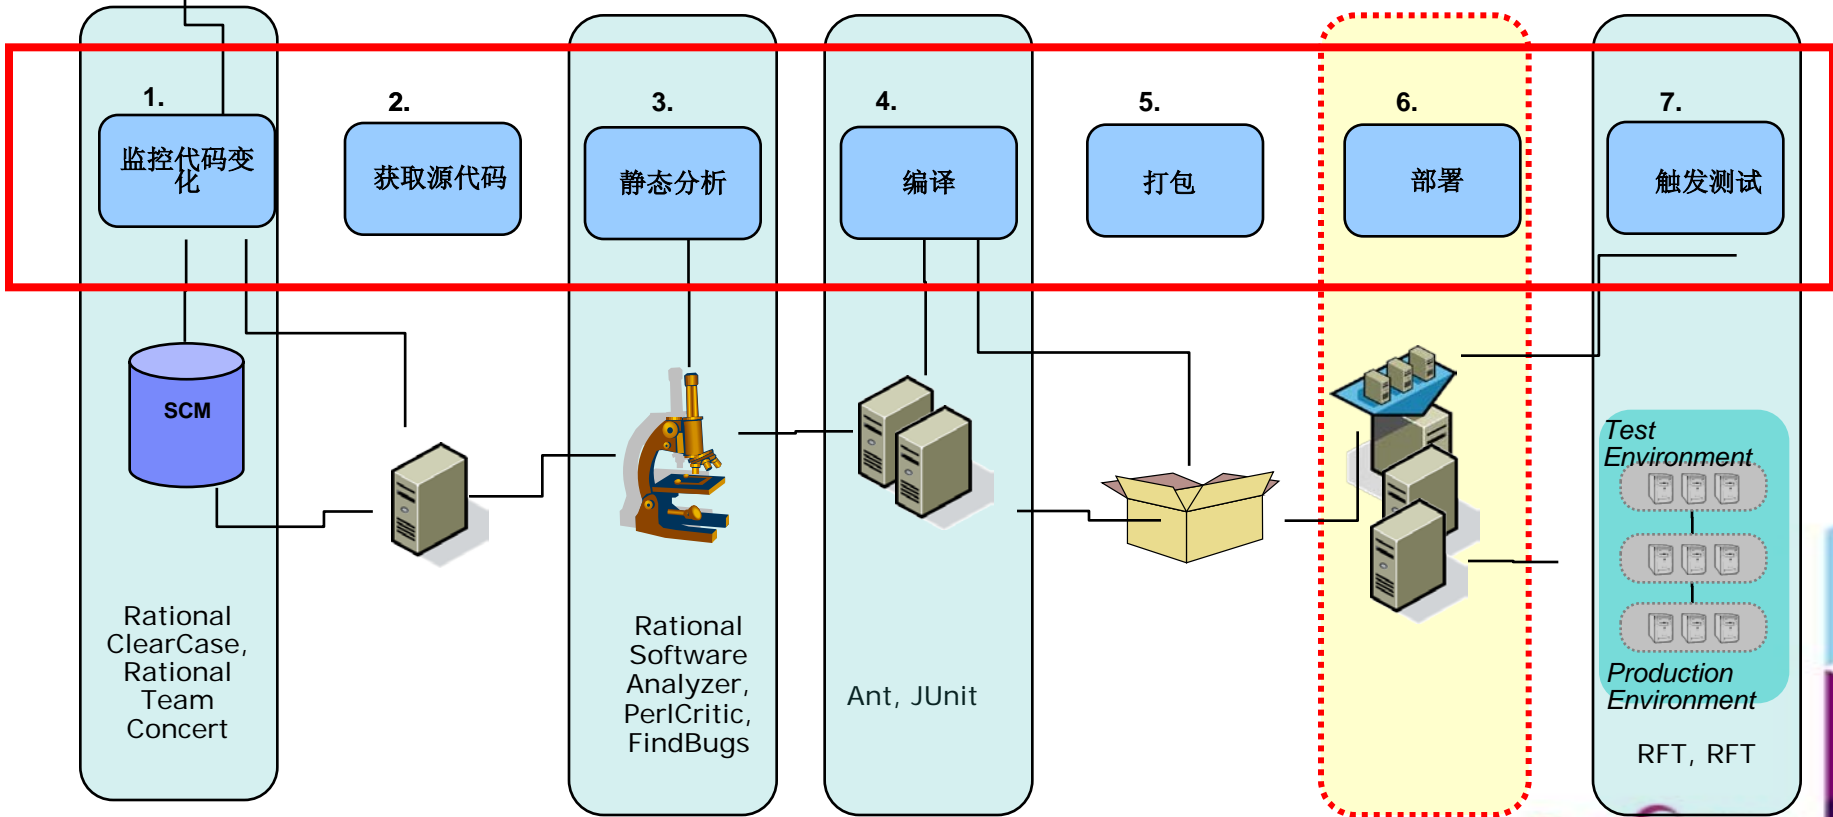 1.
监控代码变
化
2.
获取源代码
3.
静态分析
4.
编译
5.
打包
6.
部署
7.
触发测试
SCM
Rational
ClearCase,
Rational
Team
Concert
Rational
Software
Analyzer,
PerlCritic,
FindBugs
Ant, JUnit
Test
Environment
Production
Environment
RFT, RFT